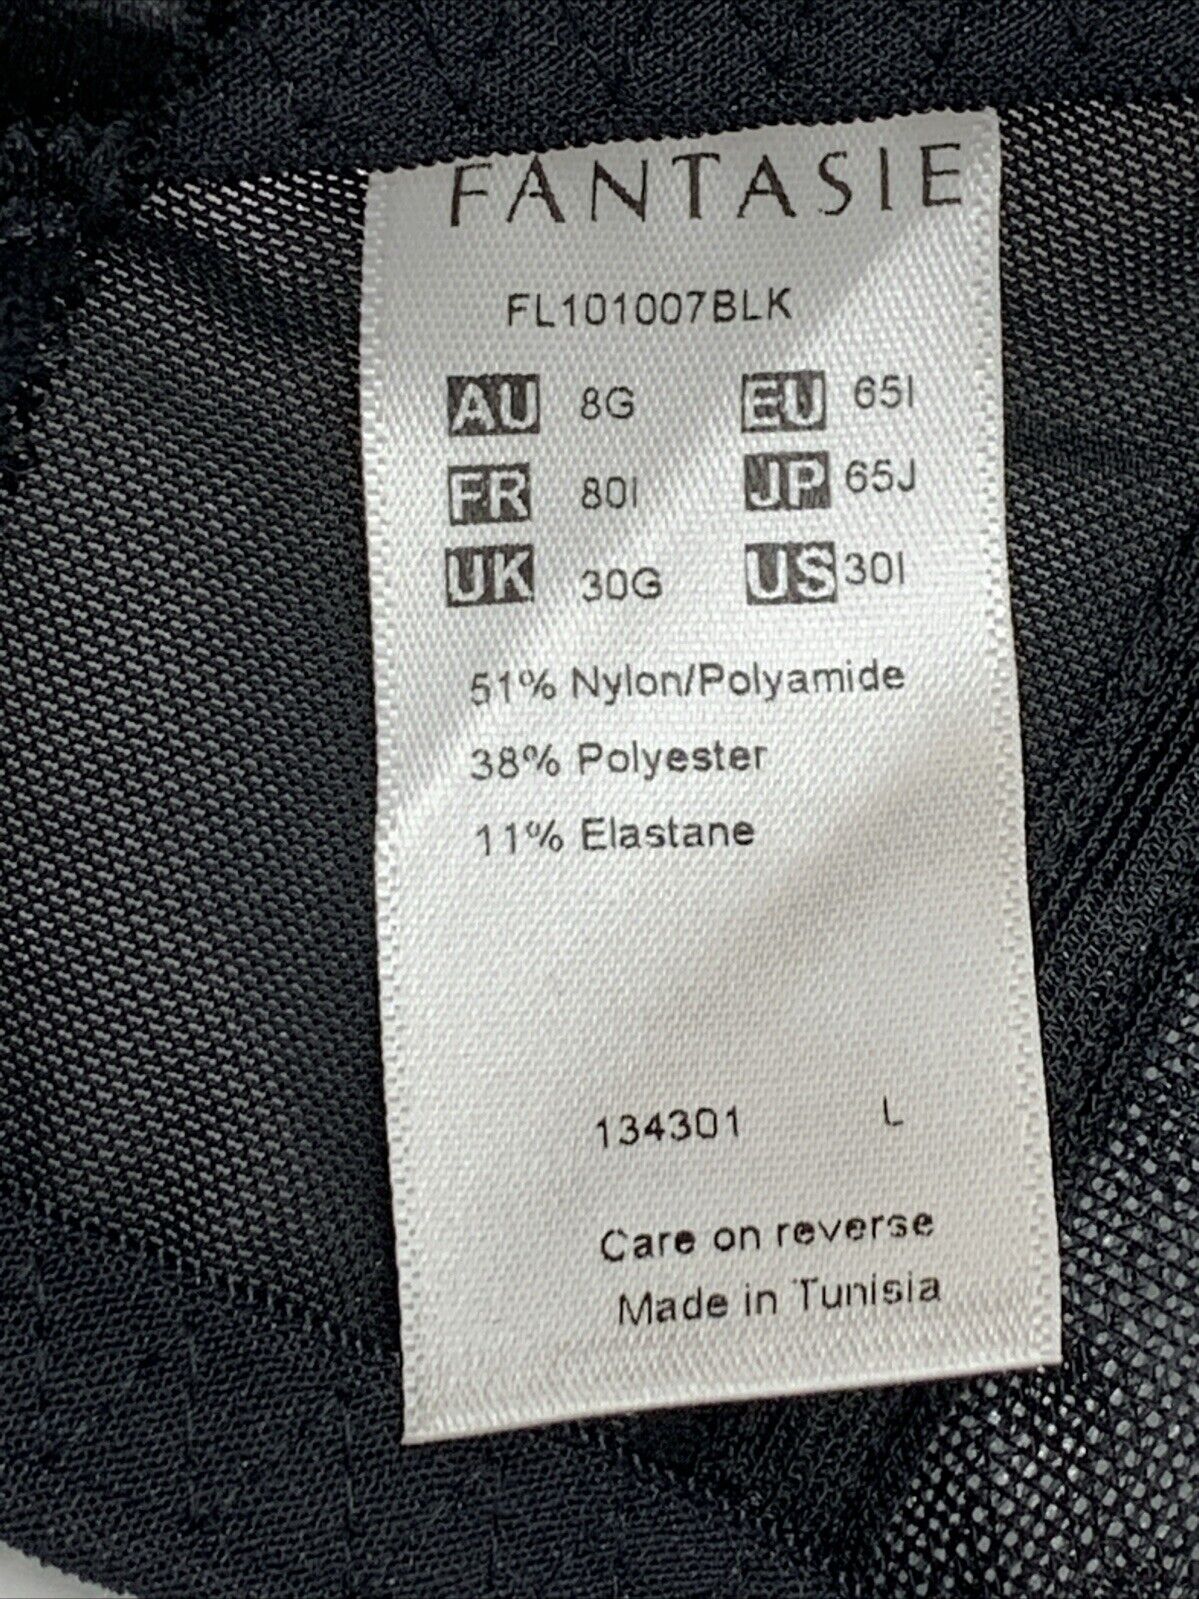 FANTASIE
FL101007BLK
AU 8G EU 65I
FR 80I JP 65J
UK 30G US 30I
51% Nylon/Polyamide
38% Polyester
11% Elastane
134301 L
Care on reverse
Made in Tunisia